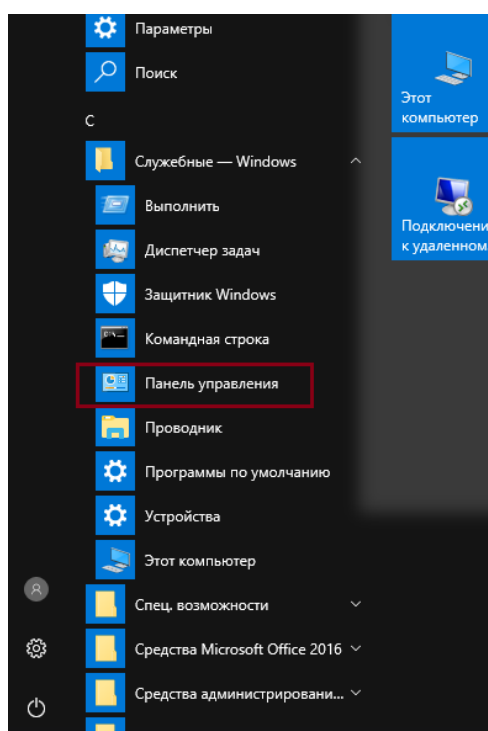 Параметры
Поиск
С
Служебные — Windows
Выполнить
Диспетчер задач
Защитник Windows
Командная строка
Панель управления
Проводник
Программы по умолчанию
Устройства
Этот компьютер
Спец. возможности
Средства Microsoft Office 2016
Средства администрировани...
Этот
компьютер
Подключени
к удаленном